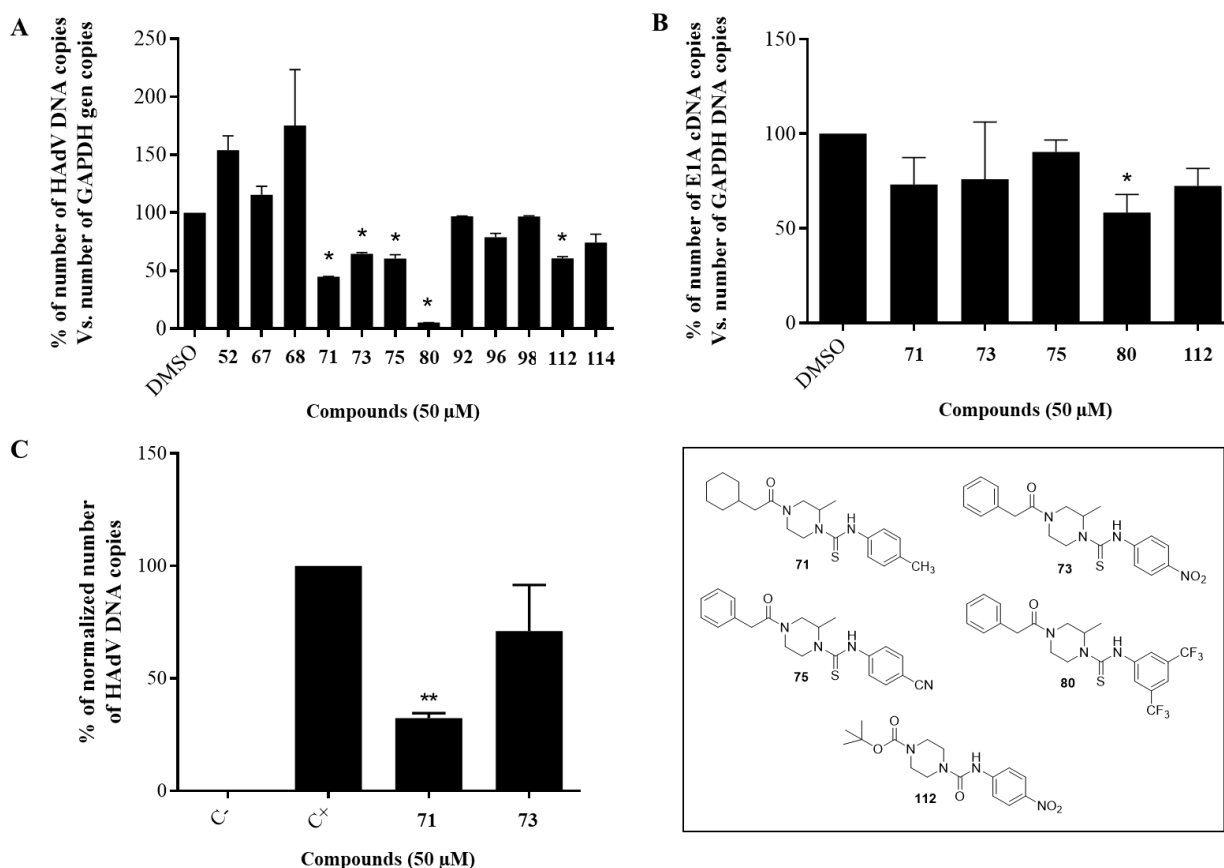 A
% of number of HAdV DNA copies
Vs. number of GAPDH gen copies
250
200
150
100
50
0
* * * * *
DMSO 52 67 68 71 73 75 80 92 96 98 112 114
Compounds (50 µM)
B
% of number of E1A cDNA copies
Vs. number of GAPDH DNA copies
150
100
50
0
*
DMSO 71 73 75 80 112
Compounds (50 µM)
C
% of normalized number
of HAdV DNA copies
150
100
50
0
**
C- C+ 71 73
Compounds (50 µM)
O
N
N
H
N
S
CH3
71
O
N
N
H
N
S
NO2
73
O
N
N
H
N
S
CN
75
O
N
N
H
N
S
CF3
CF3
80
O
O
N
N
H
N
O
NO2
112